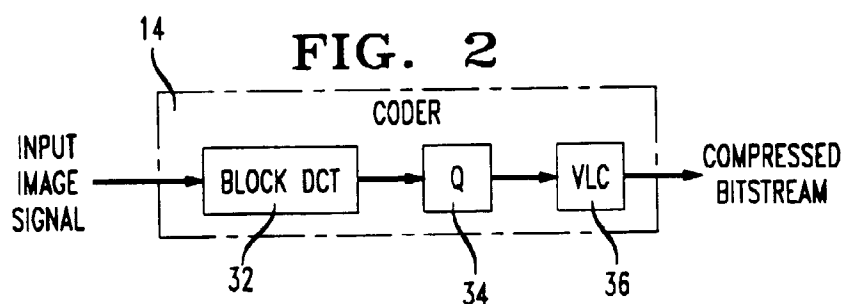 FIG. 2
14
CODER
INPUT
IMAGE
SIGNAL
BLOCK DCT
Q
VLC
COMPRESSED
BITSTREAM
32
34
36